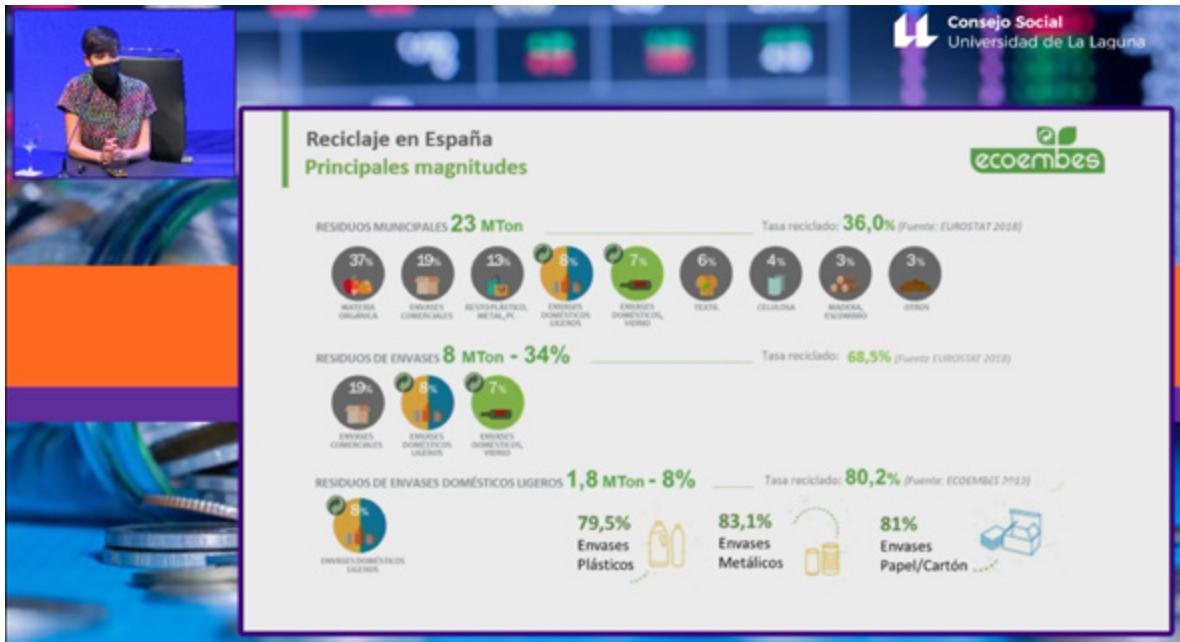 Consejo Social
Universidad de La Laguna
Reciclaje en España
Principales magnitudes
ecoembes
RESIDUOS MUNICIPALES 23 MTon
Tasa reciclado: 36,0% (Fuente: EUROSTAT 2018)
37% 19% 13% 8% 7% 6% 4% 3% 3%
MATERIA ORGÁNICA
ENVASES COMERCIALES
RESTO PLÁSTICO, METAL, PC
ENVASES DOMÉSTICOS LIGEROS
ENVASES DOMÉSTICOS, VIDRIO
TEXTIL
CELULOSA
MADERA, ESCOMBRO
OTROS
RESIDUOS DE ENVASES 8 MTon - 34%
Tasa reciclado: 68,5% (Fuente EUROSTAT 2018)
19% 8% 7%
ENVASES COMERCIALES
ENVASES DOMÉSTICOS LIGEROS
ENVASES DOMÉSTICOS, VIDRIO
RESIDUOS DE ENVASES DOMÉSTICOS LIGEROS 1,8 MTon - 8%
Tasa reciclado: 80,2% (Fuente: ECOEMBES
8%
ENVASES DOMÉSTICOS LIGEROS
79,5%
Envases
Plásticos
83,1%
Envases
Metálicos
81%
Envases
Papel/Cartón